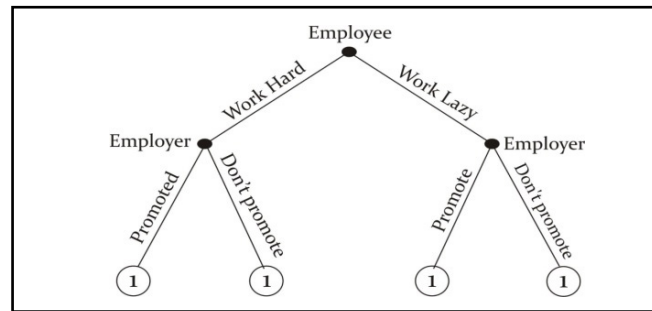 Employee
Work Hard
Work Lazy
Employer
Employer
Promoted
Don't promote
Promote
Don't promote
1
1
1
1